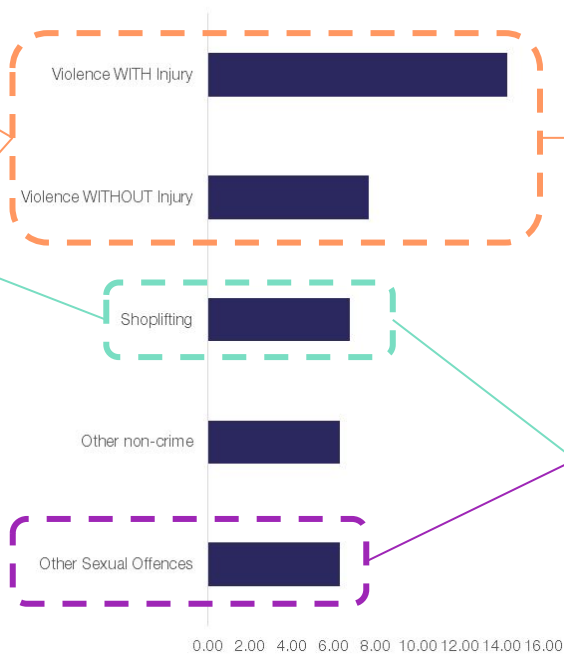 Violence WITH Injury
Violence WITHOUT Injury
Shoplifting
Other non-crime
Other Sexual Offences
0.00 2.00 4.00 6.00 8.00 10.00 12.00 14.00 16.00